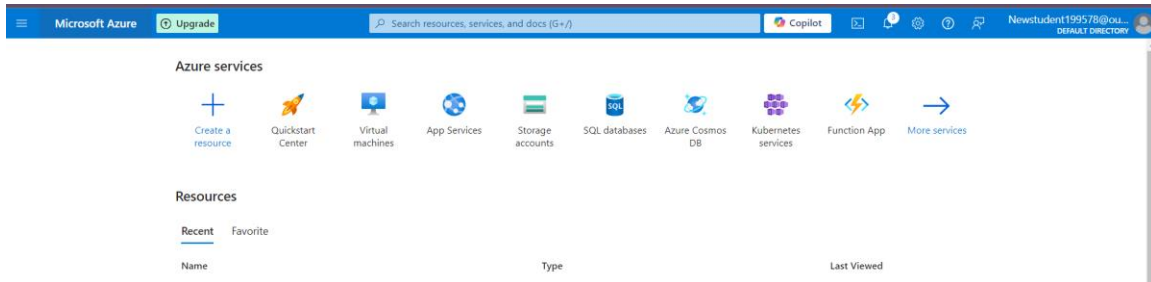 Microsoft Azure Upgrade Search resources, services, and docs (G+/) Copilot Newstudent199578@ou...
DEFAULT DIRECTORY
Azure services
Create a resource
Quickstart Center
Virtual machines
App Services
Storage accounts
SQL databases
Azure Cosmos DB
Kubernetes services
Function App
More services
Resources
Recent Favorite
Name Type Last Viewed